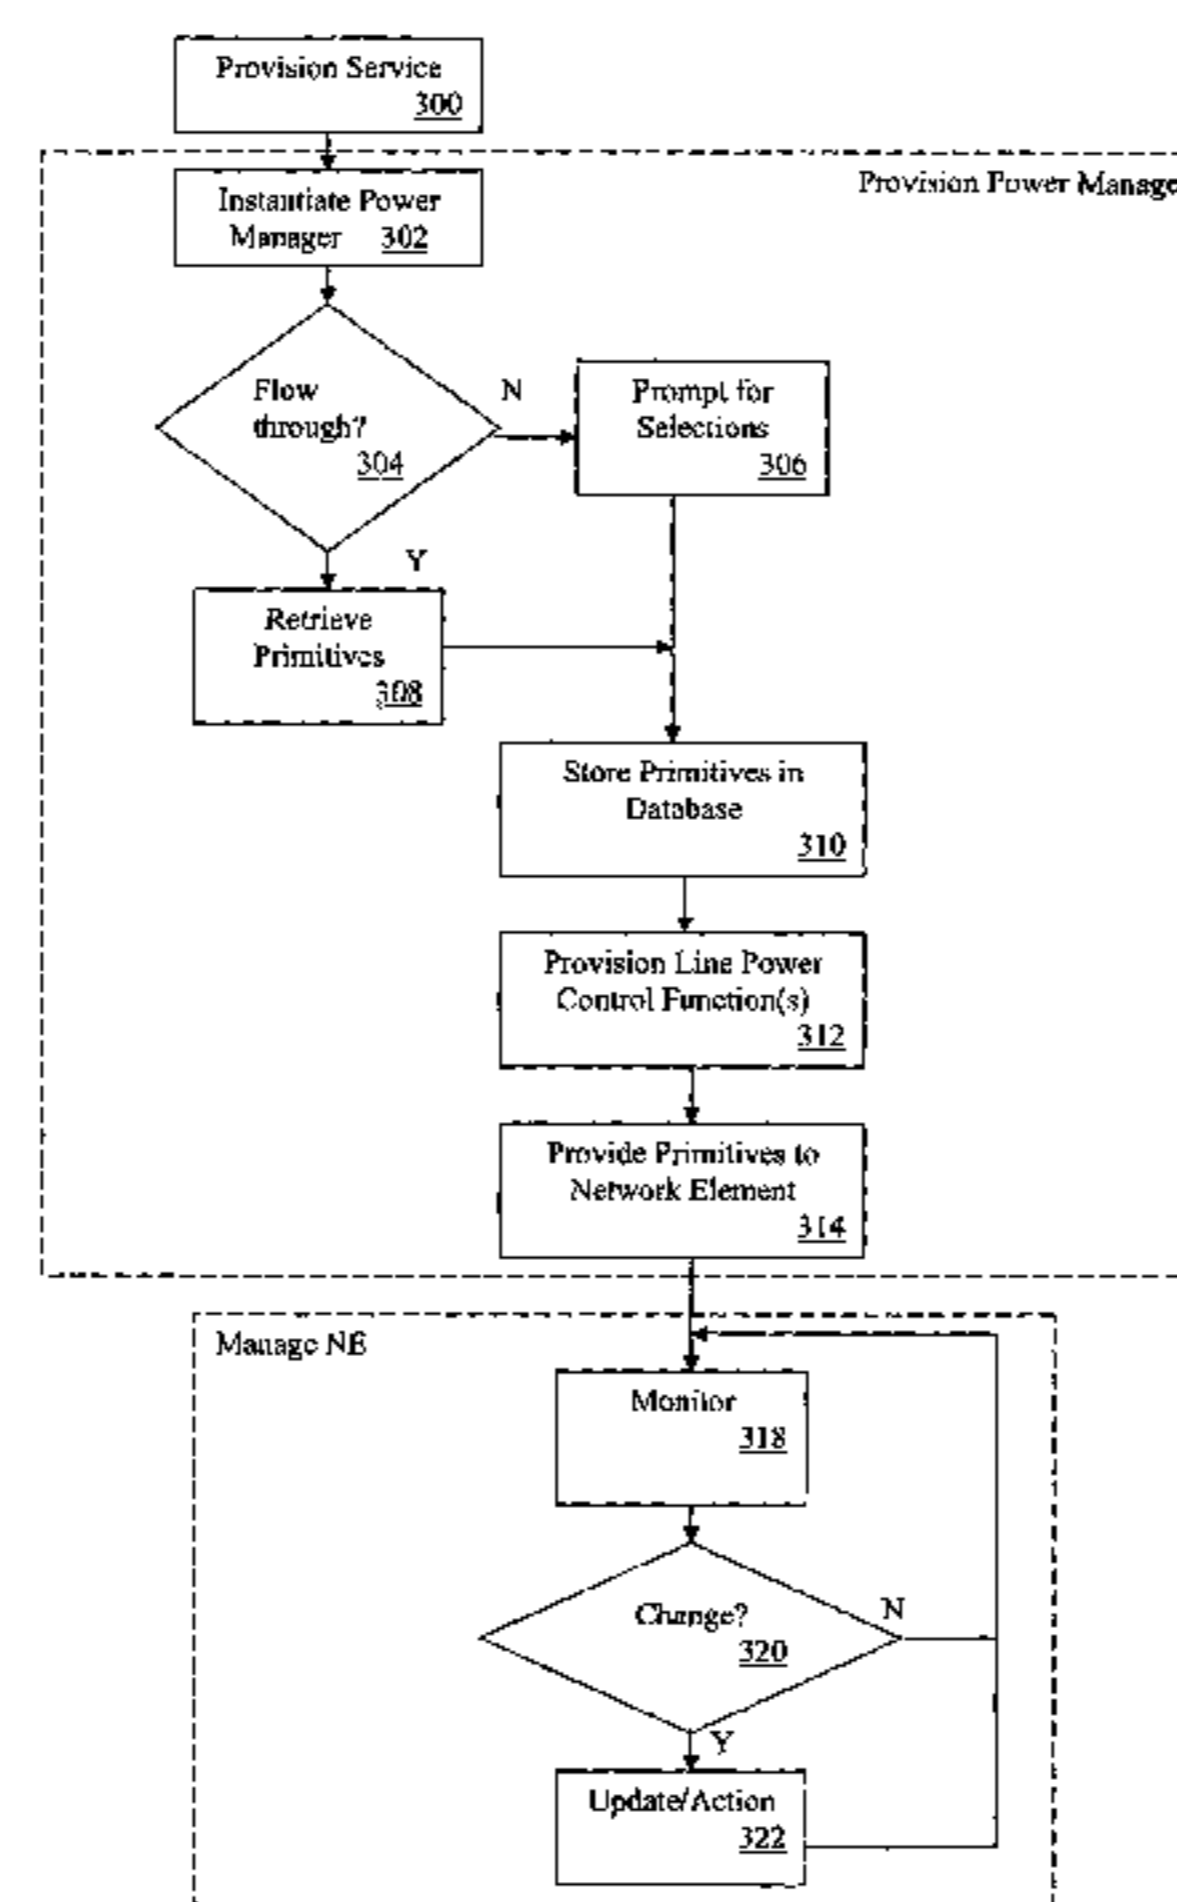 Provision Service
300
Provision Power Manage
Instantiate Power
Manager 302
Flow
through?
304
N
Prompt for
Selections
306
Y
Retrieve
Primitives
308
Store Primitives in
Database
310
Provision Line Power
Control Function(s)
312
Provide Primitives to
Network Element
314
Manage NE
Monitor
318
Change?
320
N
Y
Update/Action
322